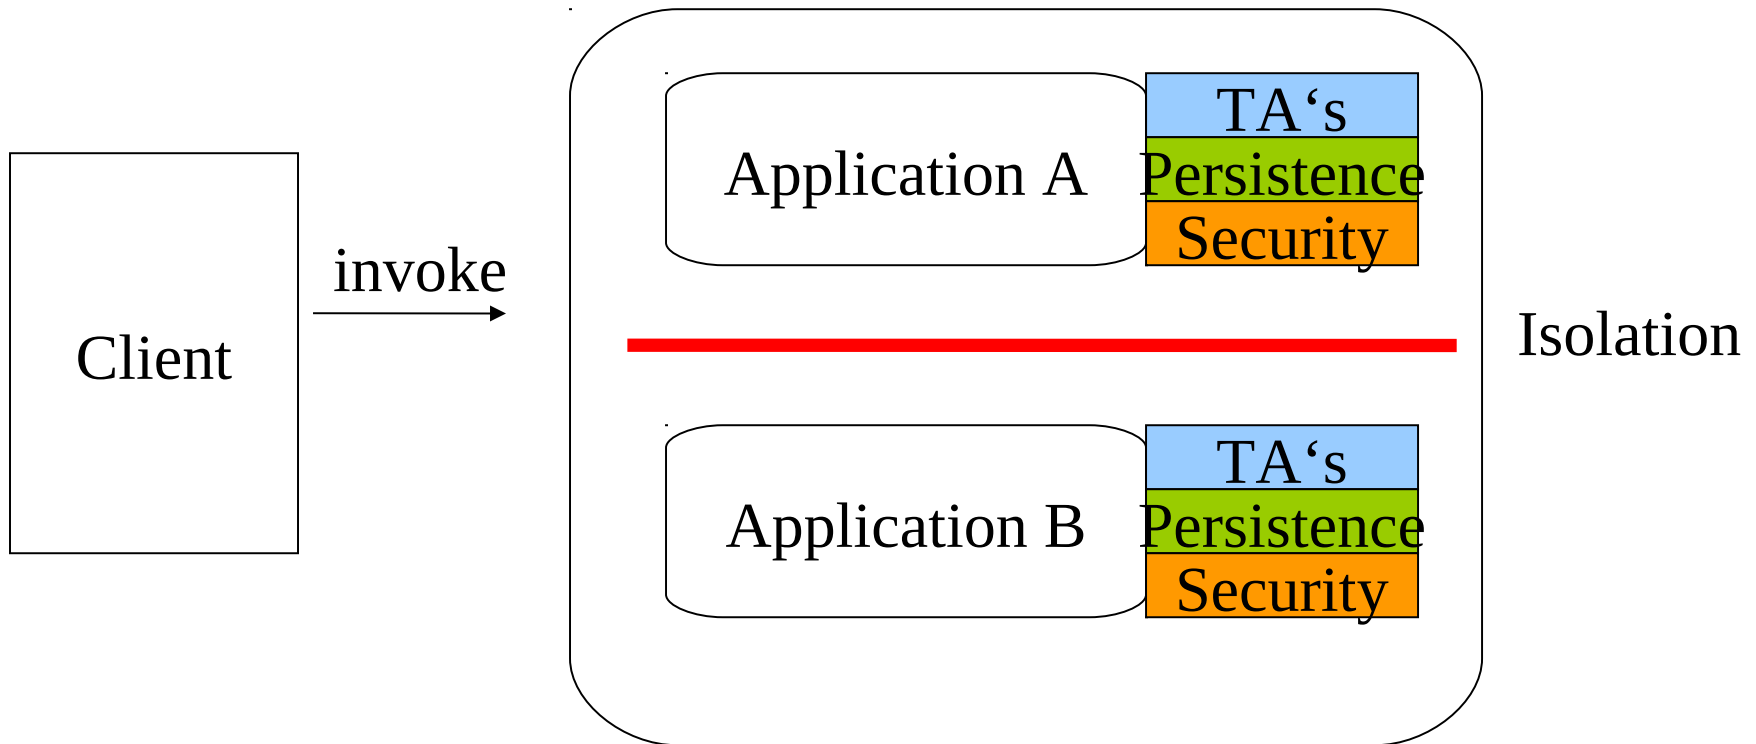 TA‘s
Application A
Persistence
Security
invoke
Client
Isolation
TA‘s
Application B
Persistence
Security